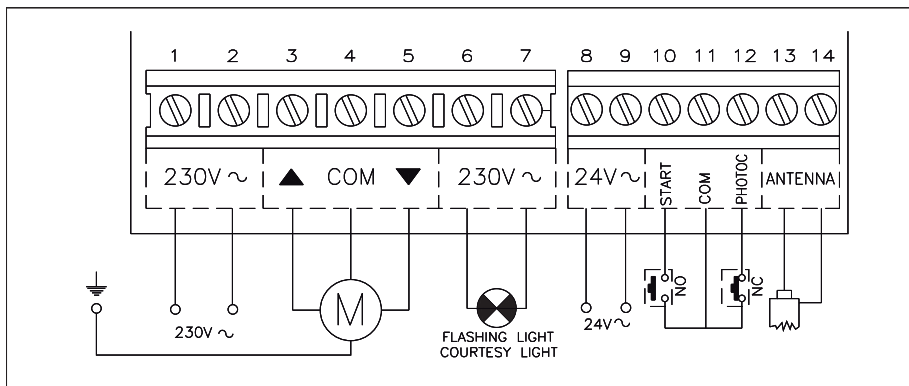 1 2 3 4 5 6 7 8 9 10 11 12 13 14
230V ~ ▲ COM ▼ 230V ~ 24V ~ START COM PHOTOC ANTENNA
M
NO
NC
230V ~
FLASHING LIGHT
COURTESY LIGHT
24V ~